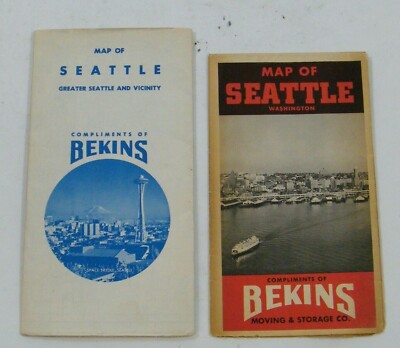 MAP OF
SEATTLE
GREATER SEATTLE AND VICINITY
COMPLIMENTS OF
BEKINS
MAP OF
SEATTLE
WASHINGTON
COMPLIMENTS OF
BEKINS
MOVING & STORAGE CO.